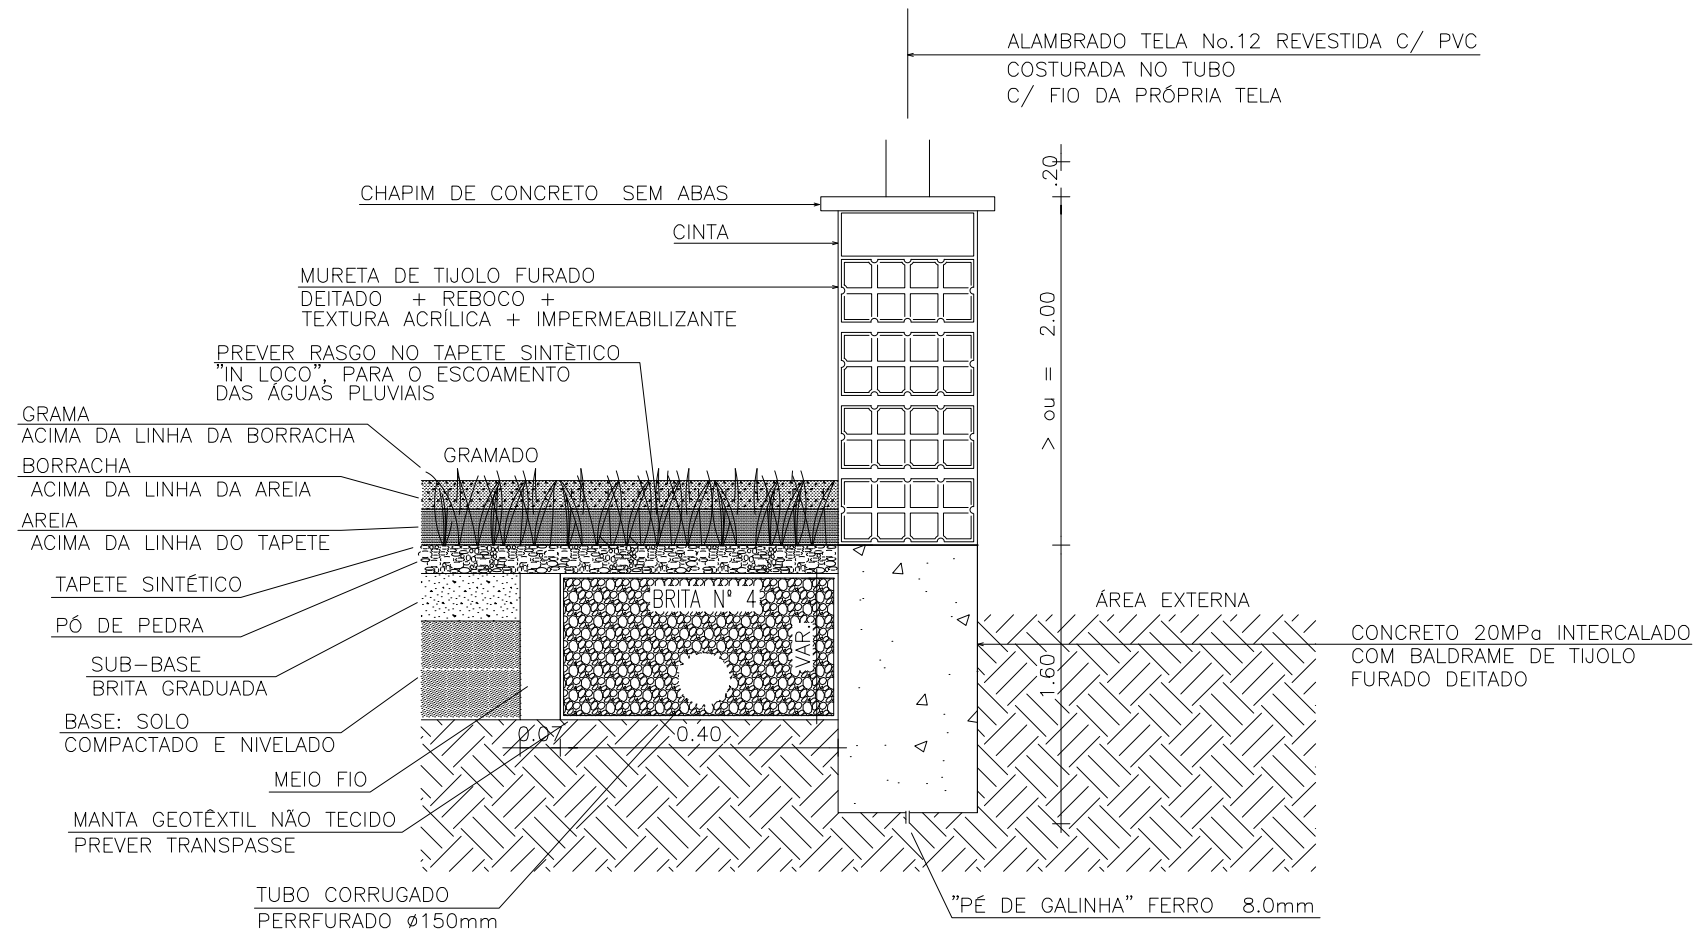 ALAMBRADO TELA No.12 REVESTIDA C/ PVC
COSTURADA NO TUBO
C/ FIO DA PRÓPRIA TELA
.20
CHAPIM DE CONCRETO SEM ABAS
CINTA
MURETA DE TIJOLO FURADO
DEITADO + REBOCO +
TEXTURA ACRÍLICA + IMPERMEABILIZANTE
> ou = 2.00
PREVER RASGO NO TAPETE SINTÈTICO
"IN LOCO", PARA O ESCOAMENTO
DAS ÁGUAS PLUVIAIS
GRAMA
ACIMA DA LINHA DA BORRACHA
GRAMADO
BORRACHA
ACIMA DA LINHA DA AREIA
AREIA
ACIMA DA LINHA DO TAPETE
TAPETE SINTÉTICO
BRITA Nº 4
ÁREA EXTERNA
PÓ DE PEDRA
VAR.
CONCRETO 20MPa INTERCALADO
COM BALDRAME DE TIJOLO
FURADO DEITADO
1.60
SUB-BASE
BRITA GRADUADA
BASE: SOLO
COMPACTADO E NIVELADO
0.07
0.40
MEIO FIO
MANTA GEOTÊXTIL NÃO TECIDO
PREVER TRANSPASSE
TUBO CORRUGADO
PERRFURADO ø150mm
"PÉ DE GALINHA" FERRO 8.0mm